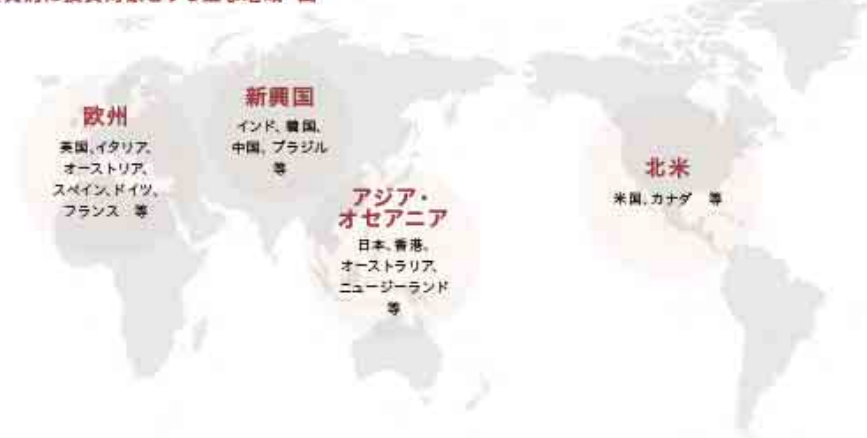 欧州
英国、イタリア、
オーストリア、
スペイン、ドイツ、
フランス 等
新興国
インド、韓国、
中国、ブラジル
等
アジア・
オセアニア
日本、香港、
オーストラリア、
ニュージーランド
等
北米
米国、カナダ 等